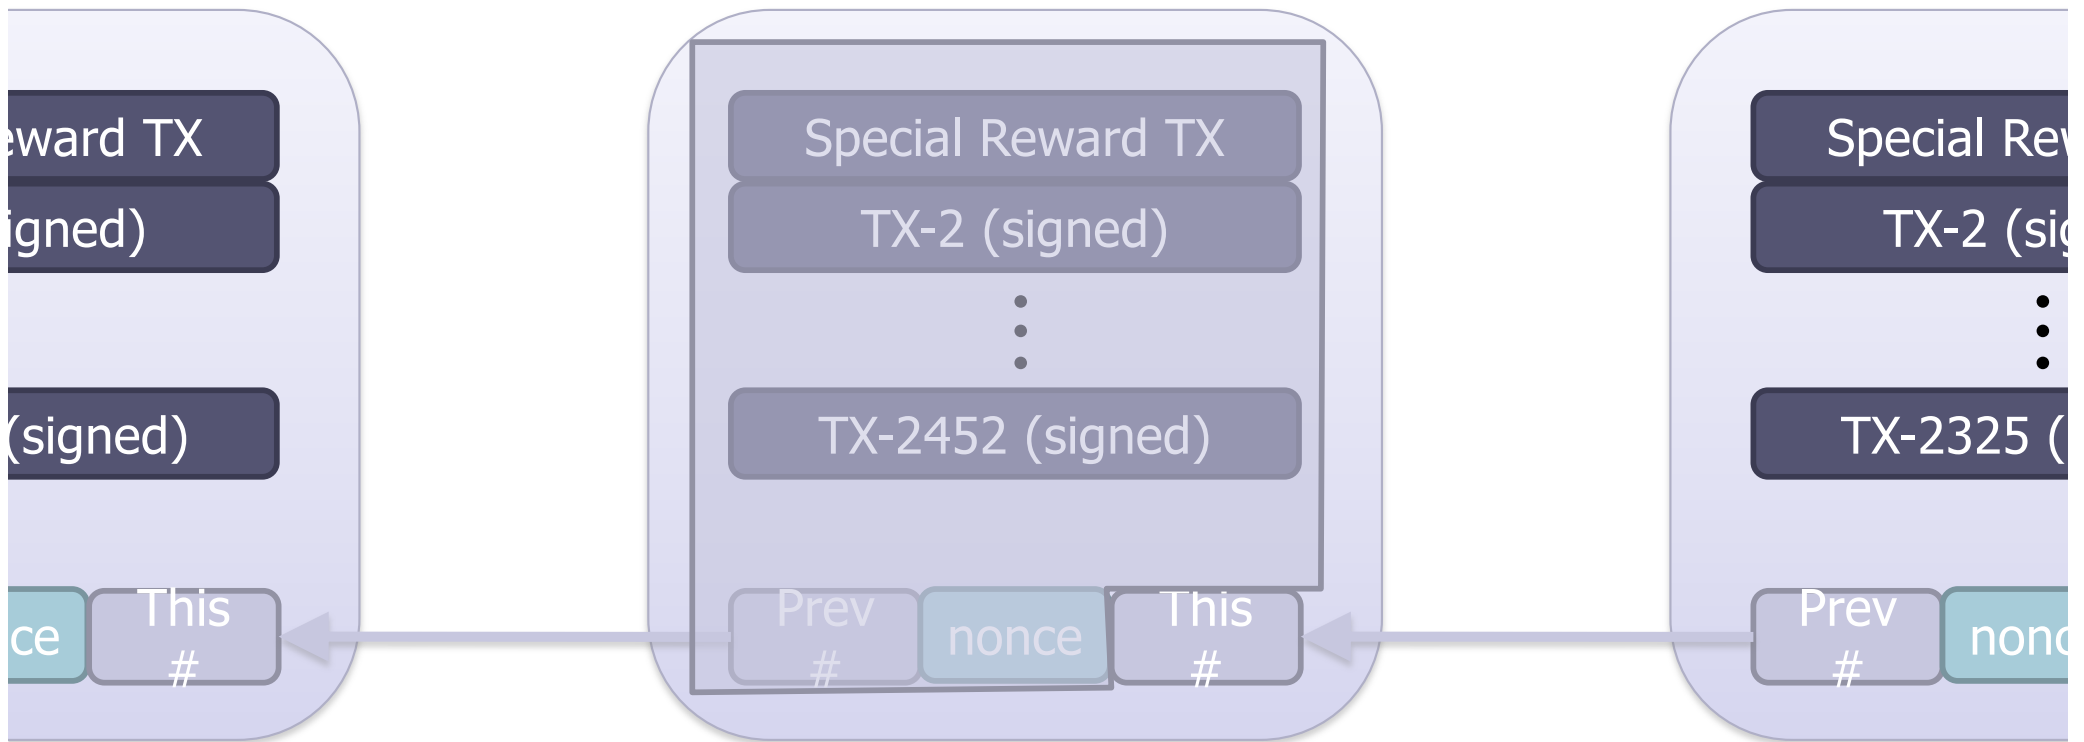 eward TX
igned)
(signed)
ce
This
#
Special Reward TX
TX-2 (signed)
TX-2452 (signed)
Prev
#
nonce
This
#
Special Rew
TX-2 (sig
TX-2325 (
Prev
#
nonc